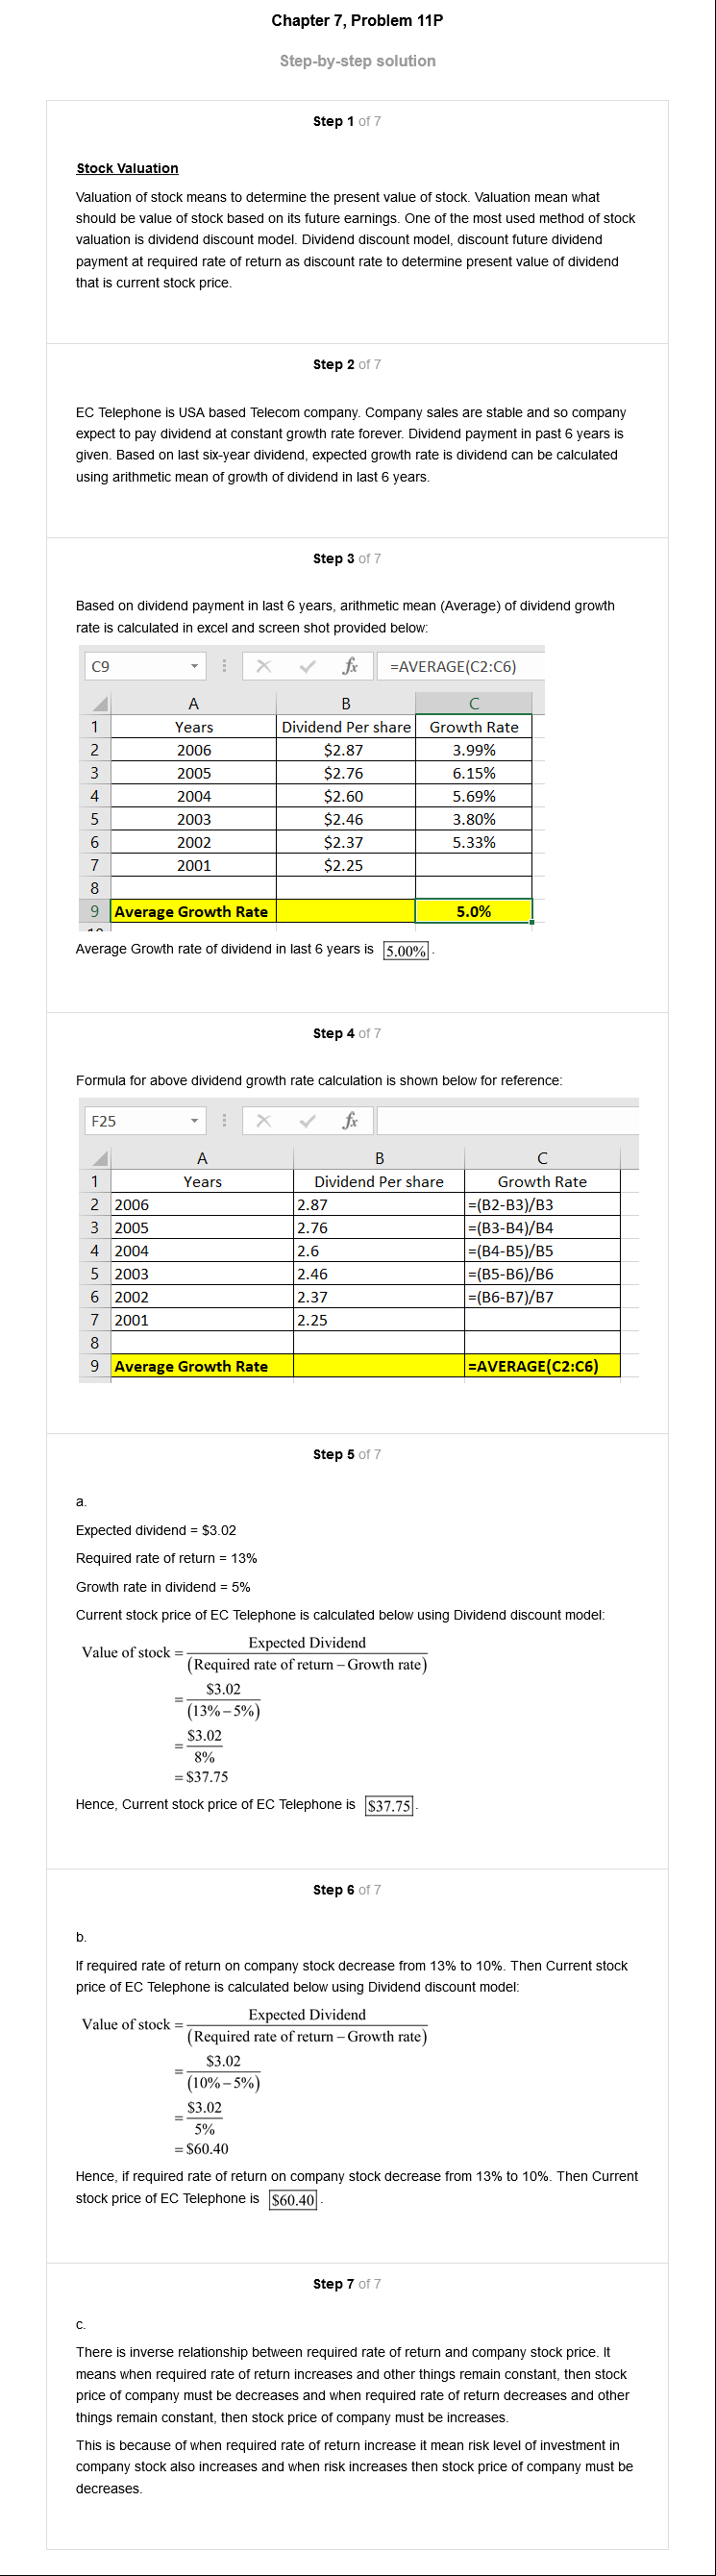 Chapter 7, Problem 11P
Step-by-step solution
Step 1 of 7
Stock Valuation
Valuation of stock means to determine the present value of stock. Valuation mean what
should be value of stock based on its future earnings. One of the most used method of stock
valuation is dividend discount model. Dividend discount model, discount future dividend
payment at required rate of return as discount rate to determine present value of dividend
that is current stock price.
Step 2 of 7
EC Telephone is USA based Telecom company. Company sales are stable and so company
expect to pay dividend at constant growth rate forever. Dividend payment in past 6 years is
given. Based on last six-year dividend, expected growth rate is dividend can be calculated
using arithmetic mean of growth of dividend in last 6 years.
Step 3 of 7
Based on dividend payment in last 6 years, arithmetic mean (Average) of dividend growth
rate is calculated in excel and screen shot provided below:
C9 fx =AVERAGE(C2:C6)
A B C
1 Years Dividend Per share Growth Rate
2 2006 $2.87 3.99%
3 2005 $2.76 6.15%
4 2004 $2.60 5.69%
5 2003 $2.46 3.80%
6 2002 $2.37 5.33%
7 2001 $2.25
8
9 Average Growth Rate 5.0%
Average Growth rate of dividend in last 6 years is 5.00%.
Step 4 of 7
Formula for above dividend growth rate calculation is shown below for reference:
F25 fx
A B C
1 Years Dividend Per share Growth Rate
2 2006 2.87 =(B2-B3)/B3
3 2005 2.76 =(B3-B4)/B4
4 2004 2.6 =(B4-B5)/B5
5 2003 2.46 =(B5-B6)/B6
6 2002 2.37 =(B6-B7)/B7
7 2001 2.25
8
9 Average Growth Rate =AVERAGE(C2:C6)
Step 5 of 7
a.
Expected dividend = $3.02
Required rate of return = 13%
Growth rate in dividend = 5%
Current stock price of EC Telephone is calculated below using Dividend discount model:
Value of stock = Expected Dividend
(Required rate of return – Growth rate)
= $3.02
(13% – 5%)
= $3.02
8%
= $37.75
Hence, Current stock price of EC Telephone is $37.75.
Step 6 of 7
b.
If required rate of return on company stock decrease from 13% to 10%. Then Current stock
price of EC Telephone is calculated below using Dividend discount model:
Value of stock = Expected Dividend
(Required rate of return – Growth rate)
= $3.02
(10% – 5%)
= $3.02
5%
= $60.40
Hence, if required rate of return on company stock decrease from 13% to 10%. Then Current
stock price of EC Telephone is $60.40.
Step 7 of 7
c.
There is inverse relationship between required rate of return and company stock price. It
means when required rate of return increases and other things remain constant, then stock
price of company must be decreases and when required rate of return decreases and other
things remain constant, then stock price of company must be increases.
This is because of when required rate of return increase it mean risk level of investment in
company stock also increases and when risk increases then stock price of company must be
decreases.